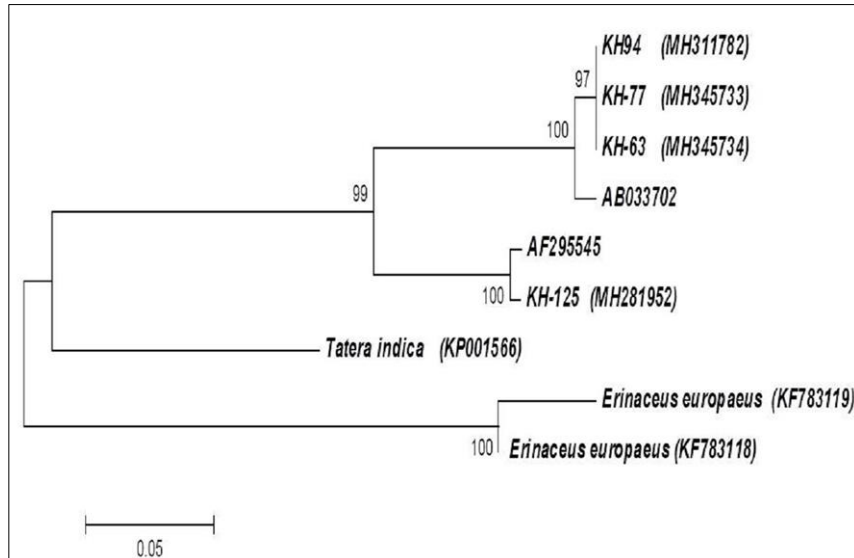 KH94 (MH311782)
97
KH-77 (MH345733)
100
KH-63 (MH345734)
99
AB033702
AF295545
100
KH-125 (MH281952)
Tatera indica (KP001566)
Erinaceus europaeus (KF783119)
100
Erinaceus europaeus (KF783118)
0.05